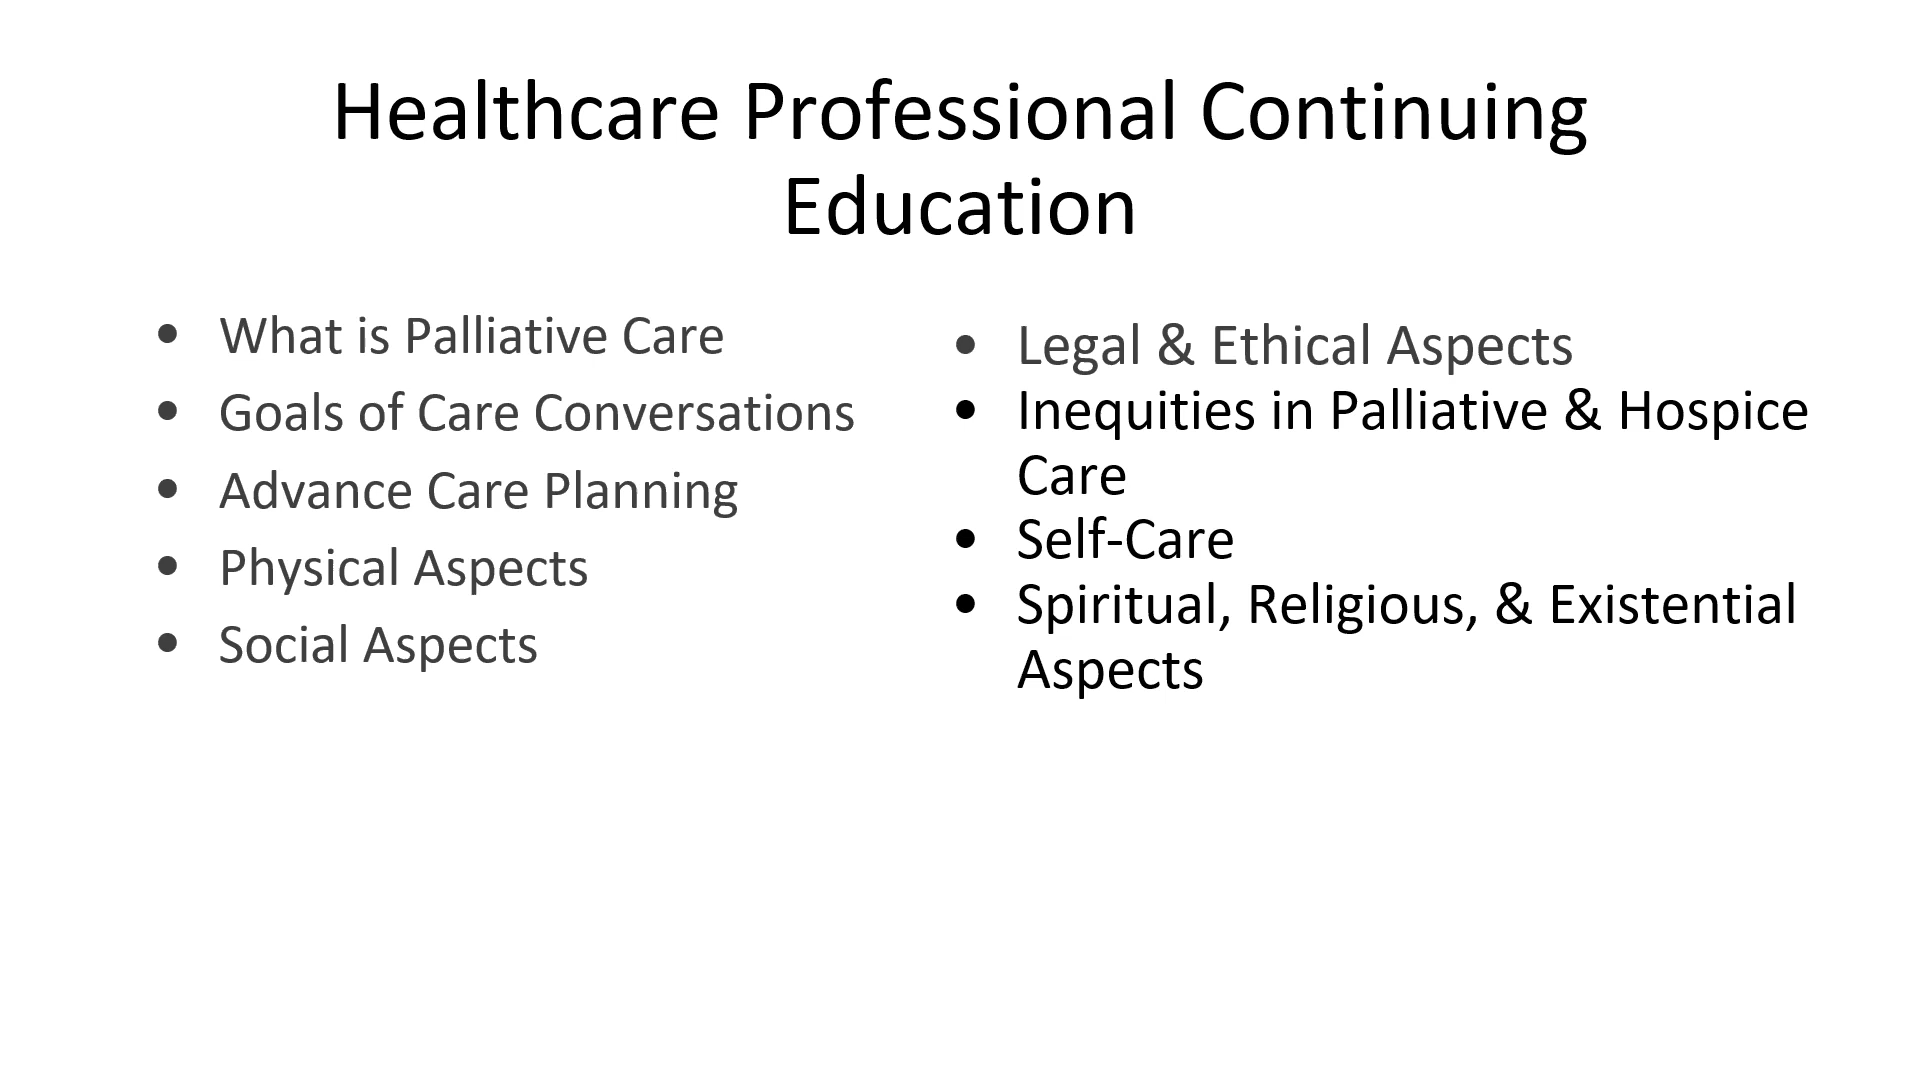 Healthcare Professional Continuing
Education
• What is Palliative Care
• Goals of Care Conversations
• Advance Care Planning
• Physical Aspects
• Social Aspects
• Legal & Ethical Aspects
• Inequities in Palliative & Hospice
Care
• Self-Care
• Spiritual, Religious, & Existential
Aspects